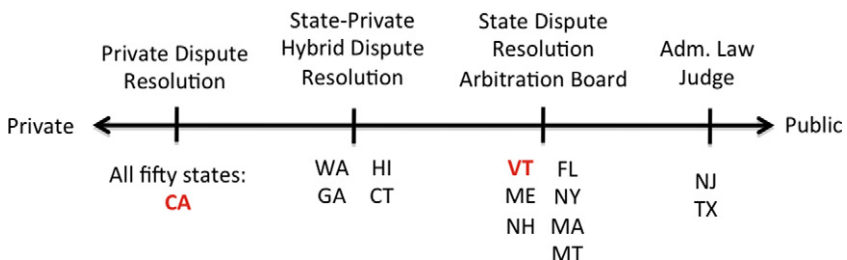 Private Dispute
Resolution
State-Private
Hybrid Dispute
Resolution
State Dispute
Resolution
Arbitration Board
Adm. Law
Judge
Private
Public
All fifty states:
CA
WA HI
GA CT
VT FL
ME NY
NH MA
MT
NJ
TX